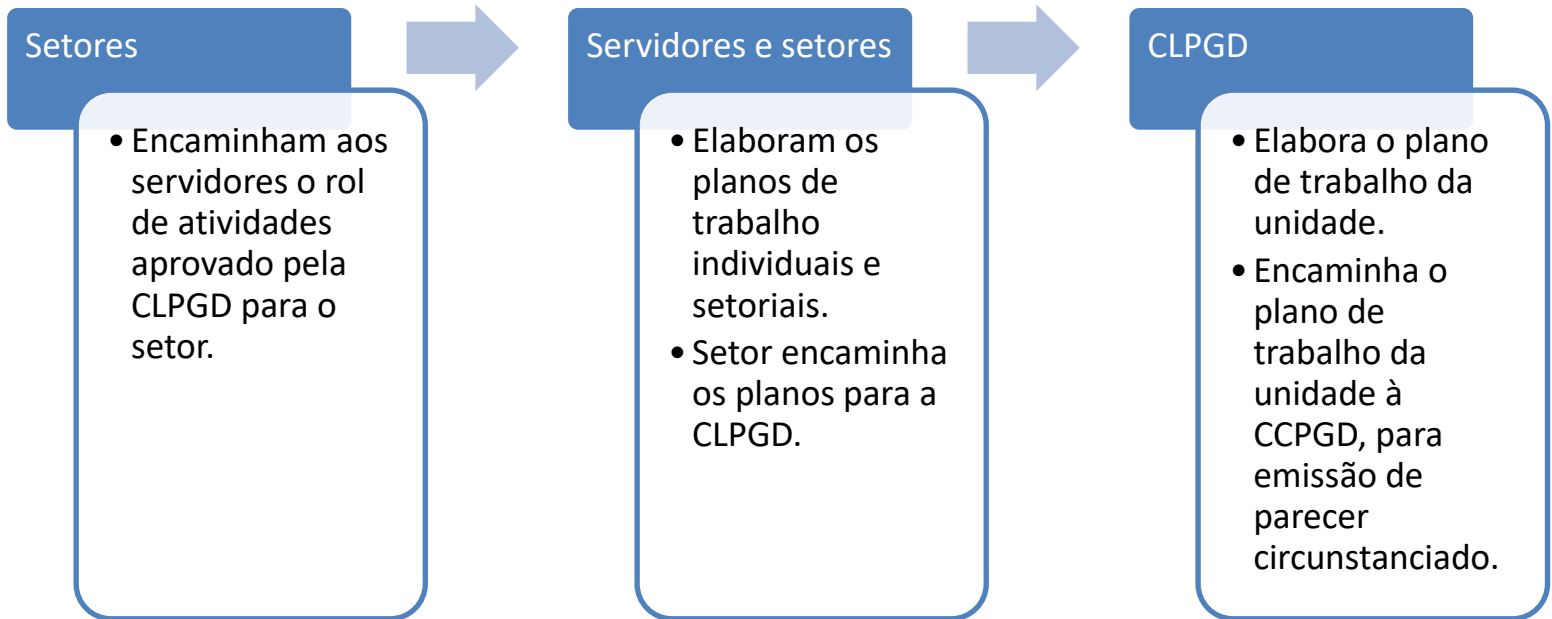 Setores
• Encaminham aos
servidores o rol
de atividades
aprovado pela
CLPGD para o
setor.
Servidores e setores
• Elaboram os
planos de
trabalho
individuais e
setoriais.
• Setor encaminha
os planos para a
CLPGD.
CLPGD
• Elabora o plano
de trabalho da
unidade.
• Encaminha o
plano de
trabalho da
unidade à
CCPGD, para
emissão de
parecer
circunstanciado.